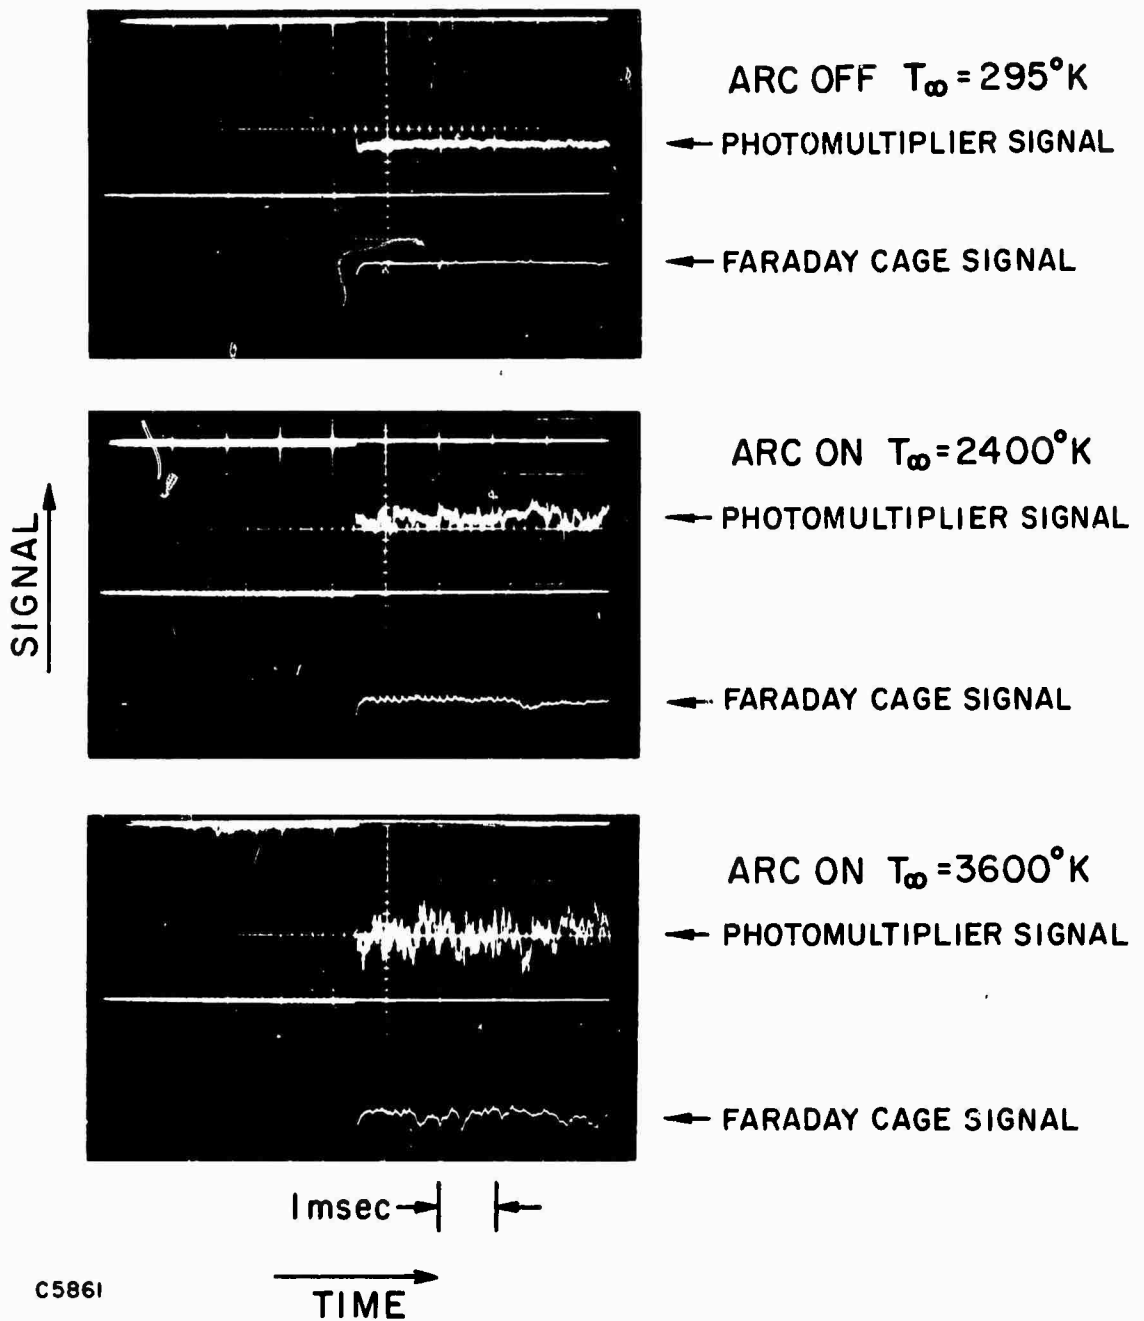 ARC OFF T∞ = 295°K
PHOTOMULTIPLIER SIGNAL
FARADAY CAGE SIGNAL
ARC ON T∞ = 2400°K
PHOTOMULTIPLIER SIGNAL
FARADAY CAGE SIGNAL
SIGNAL
ARC ON T∞ = 3600°K
PHOTOMULTIPLIER SIGNAL
FARADAY CAGE SIGNAL
1 msec
TIME
C5861